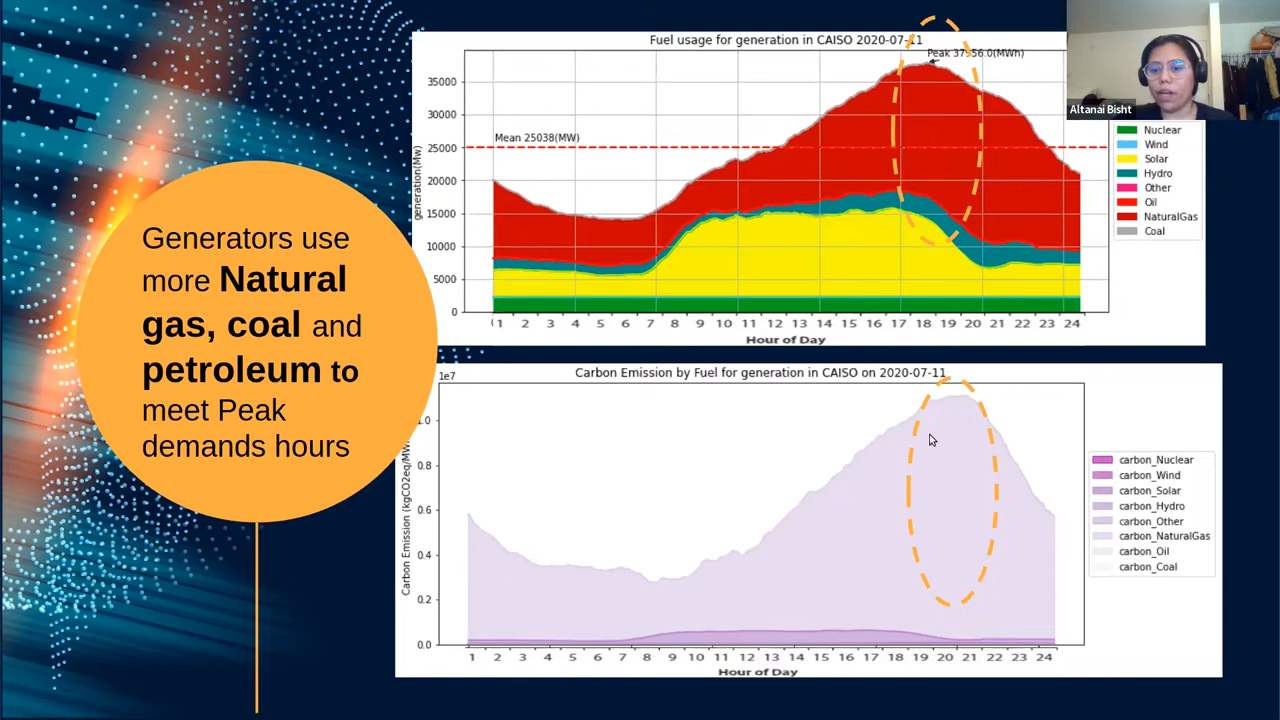 Generators use
more Natural
gas, coal and
petroleum to
meet Peak
demands hours
Fuel usage for generation in CAISO 2020-07-11
Peak 37 56.0(MWh)
Mean 25038(MW)
generation(Mw)
35000
30000
25000
20000
15000
10000
5000
0
1 2 3 4 5 6 7 9 10 11 12 13 14 15 16 17 18 19 20 21 22 23 24
Hour of Day
Nuclear
Wind
Solar
Hydro
Other
Oil
NaturalGas
Coal
Altanai Bisht
Carbon Emission by Fuel for generation in CAISO on 2020-07-11
1e7
Carbon Emission (kgCO2eq/MW
1.0
0.8
0.6
0.4
0.2
0.0
1 2 3 4 5 6 7 8 9 10 11 12 13 14 15 16 17 18 19 20 21 22 23 24
Hour of Day
carbon_Nuclear
carbon_Wind
carbon_Solar
carbon_Hydro
carbon_Other
carbon_NaturalGas
carbon_Oil
carbon_Coal